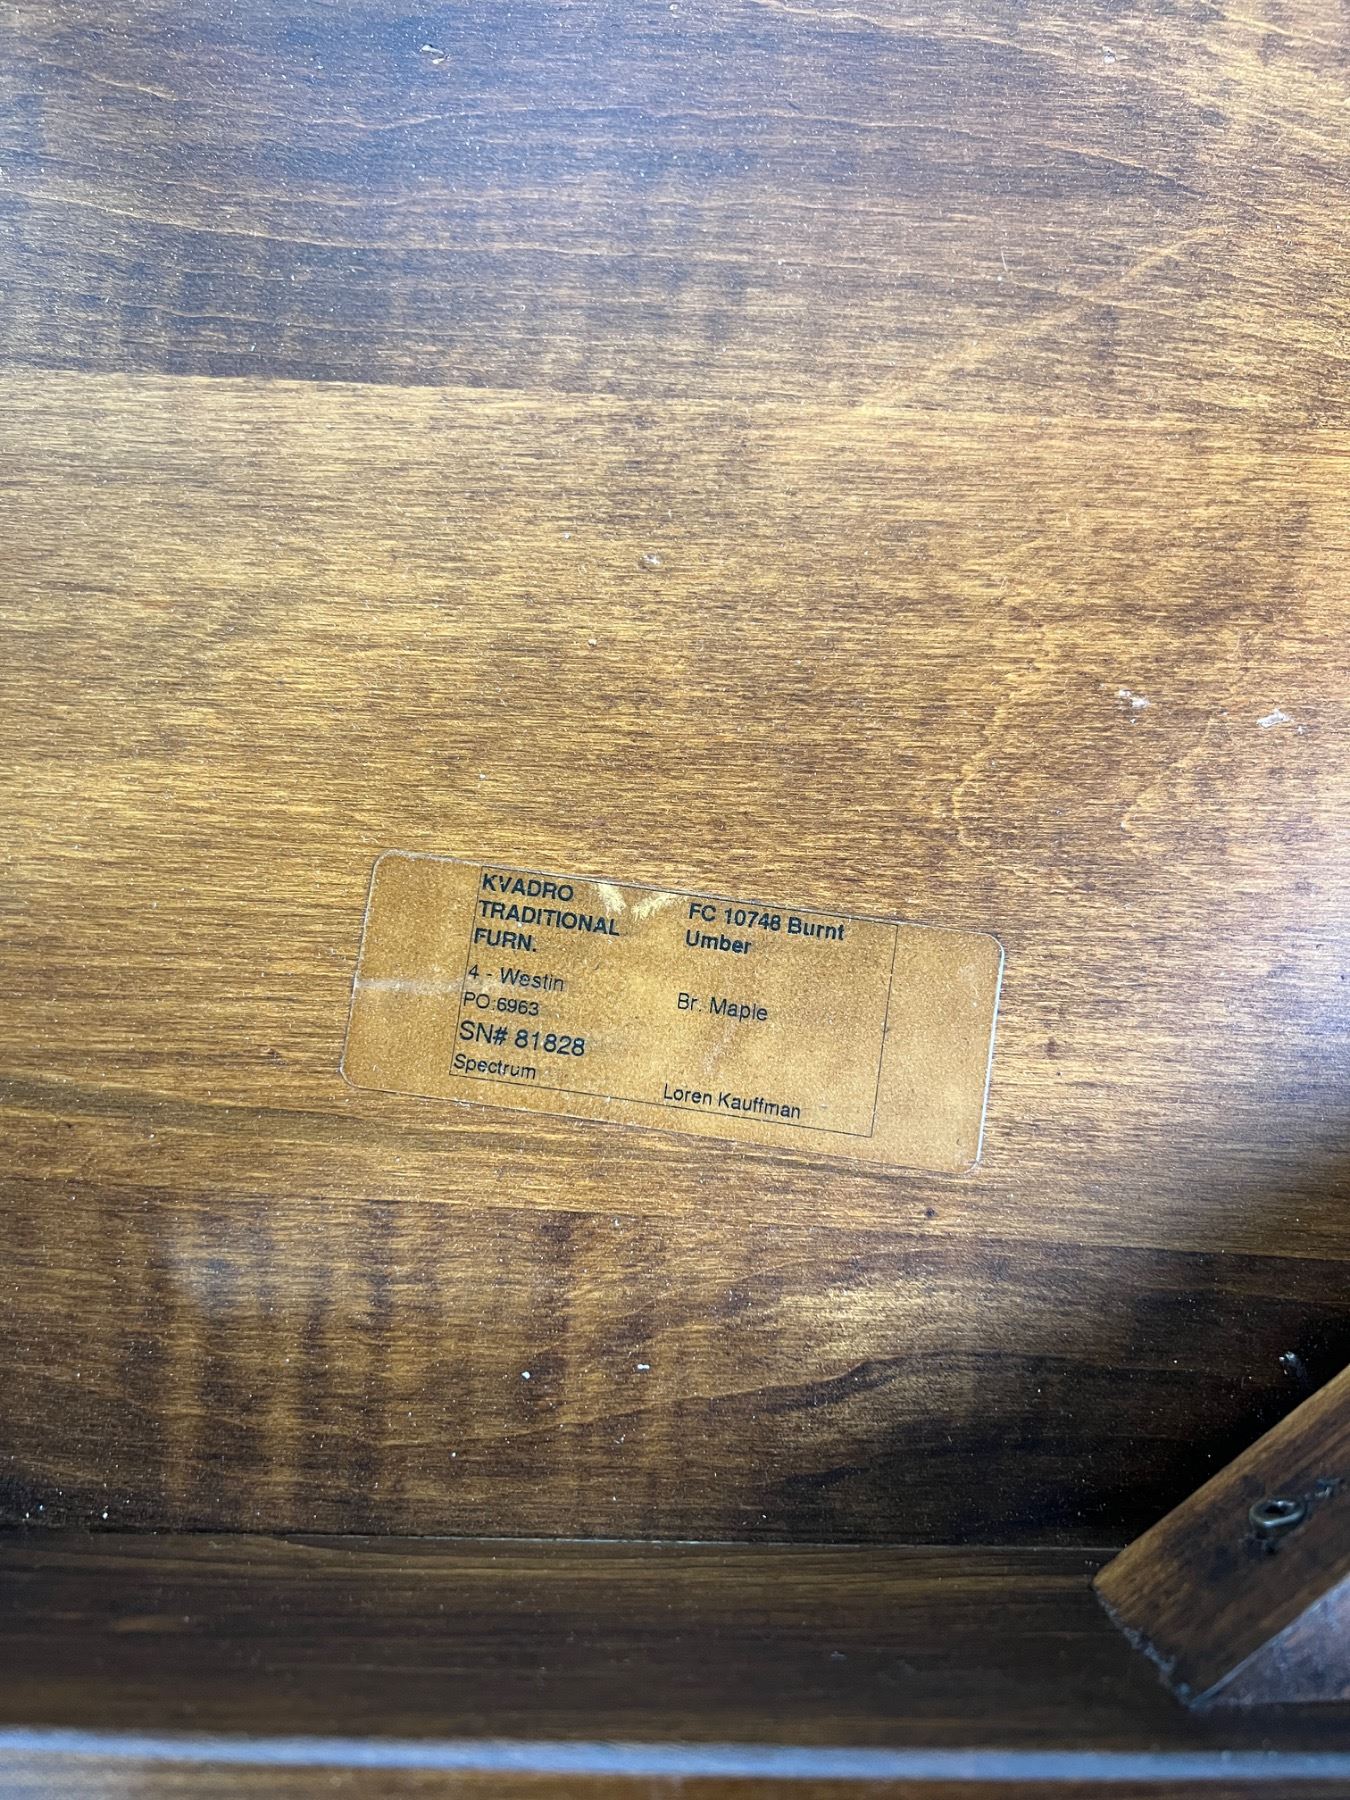 KVADRO
TRADITIONAL
FURN.
4 - Westin
PO:6963
SN# 81828
Spectrum
FC 10748 Burnt
Umber
Br. Maple
Loren Kauffman